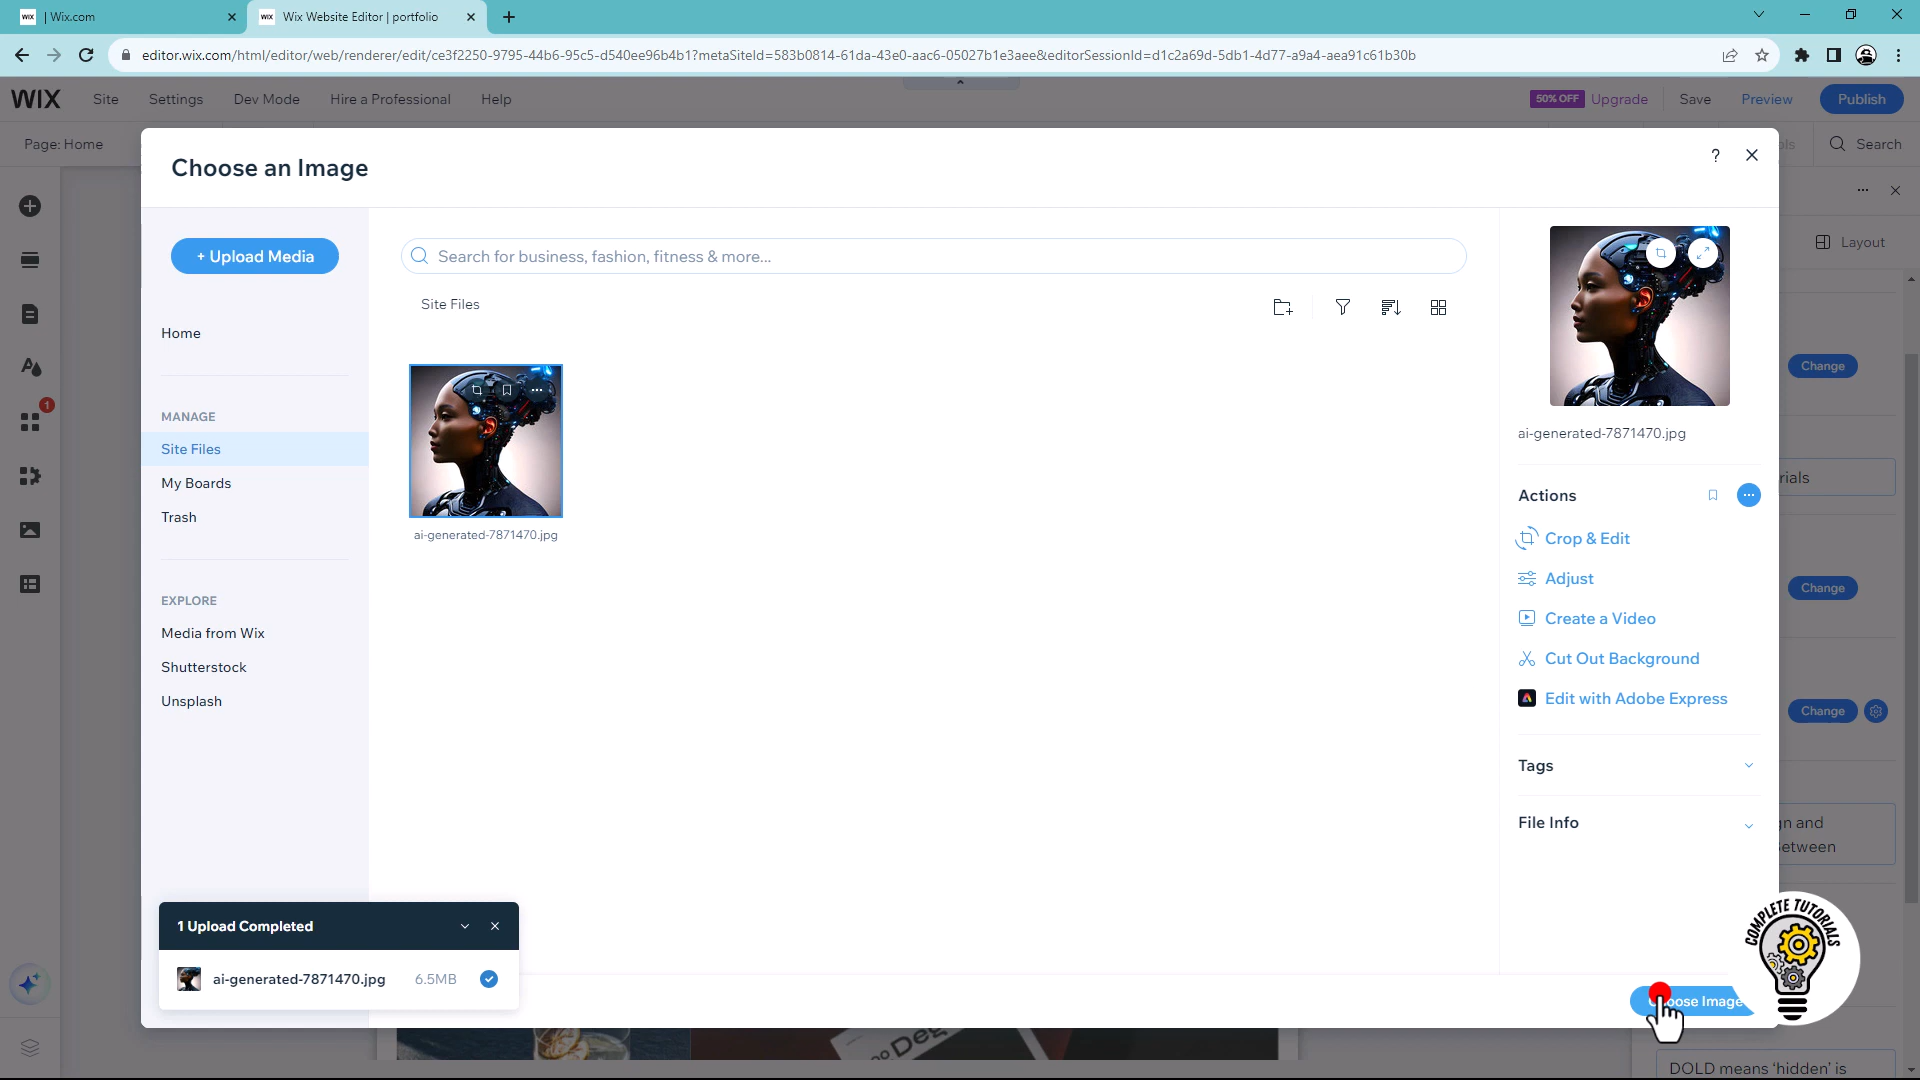 WIX | Wix.com
WIX Wix Website Editor | portfolio
editor.wix.com/html/editor/web/renderer/edit/ce3f2250-9795-44b6-95c5-d540ee96b4b1?metaSiteId=583b0814-61da-43e0-aac6-05027b1e3aee&editorSessionId=d1c2a69d-5db1-4d77-a9a4-aea91c61b30b
WIX Site Settings Dev Mode Hire a Professional Help 50% OFF Upgrade Save Preview Publish
Page: Home
Search
Choose an Image
?
+ Upload Media
Search for business, fashion, fitness & more...
Layout
Site Files
Home
Change
MANAGE
Site Files
My Boards
Trash
1
ai-generated-7871470.jpg
ai-generated-7871470.jpg
rials
Actions
Crop & Edit
Adjust
Change
Create a Video
Cut Out Background
Edit with Adobe Express
Change
EXPLORE
Media from Wix
Shutterstock
Unsplash
Tags
File Info
and
Between
1 Upload Completed
ai-generated-7871470.jpg 6.5MB
COMPLETE TUTORIALS
oose Image
DOLD means ‘hidden’ is